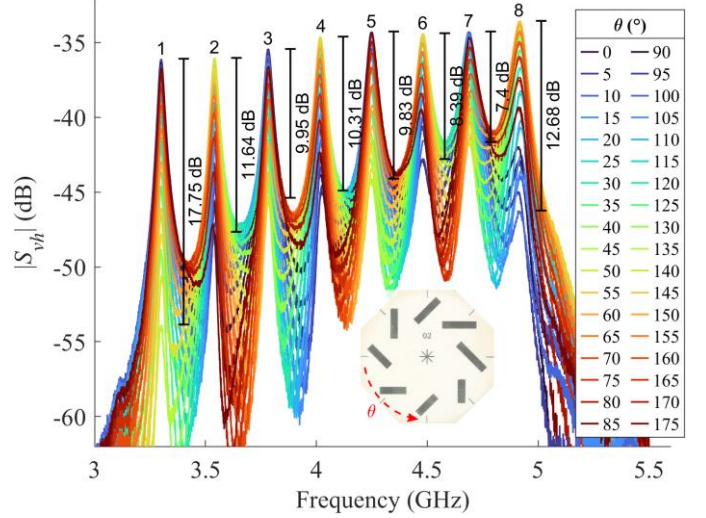 1 2 3 4 5 6 7 8
17.75 dB
11.64 dB
9.95 dB
10.31 dB
9.83 dB
8.39 dB
7.4 dB
12.68 dB
|S_vh| (dB)
-35
-40
-45
-50
-55
-60
3 3.5 4 4.5 5 5.5
Frequency (GHz)
02
θ
θ (°)
0 90
5 95
10 100
15 105
20 110
25 115
30 120
35 125
40 130
45 135
50 140
55 145
60 150
65 155
70 160
75 165
80 170
85 175